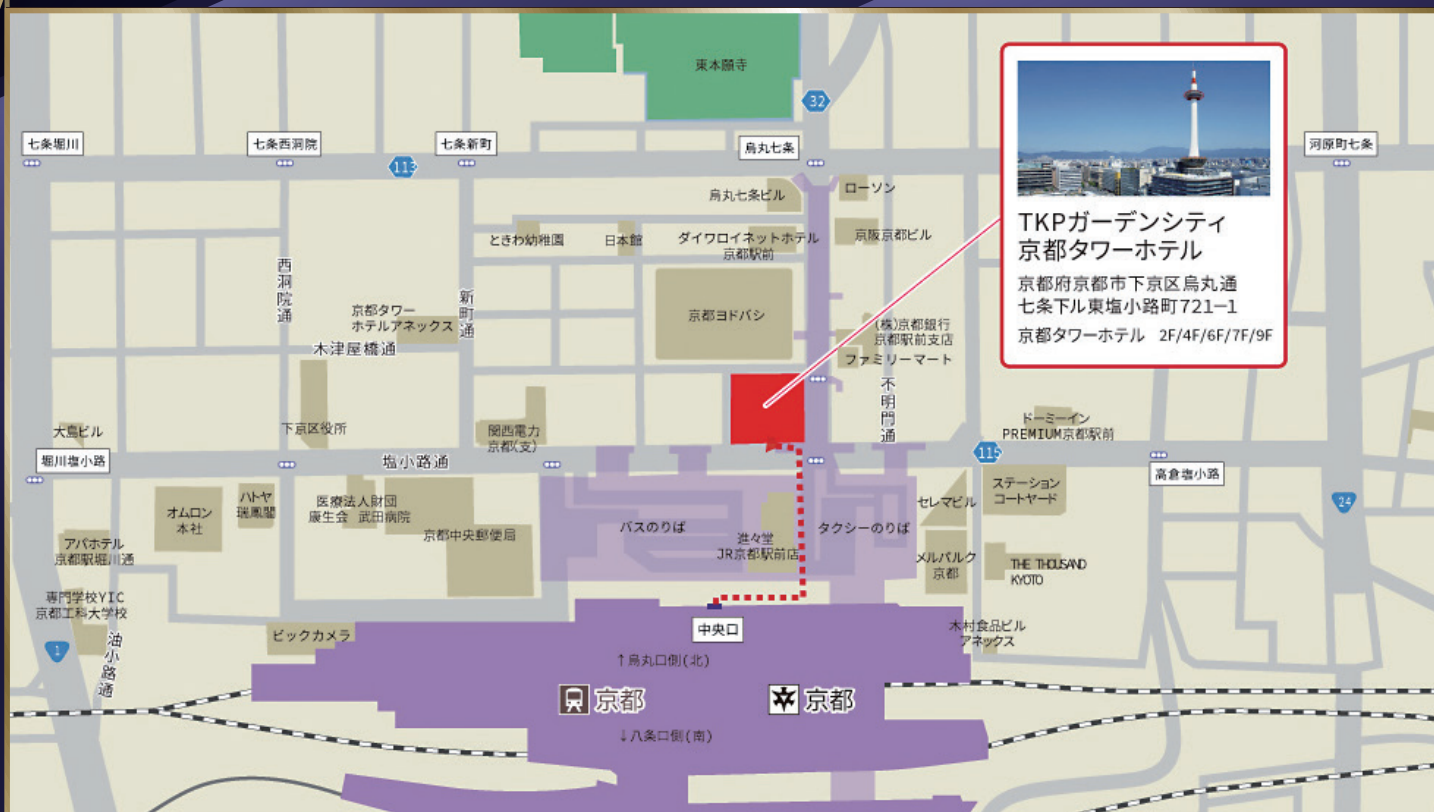 東本願寺
32
七条堀川
七条西洞院
七条新町
烏丸七条
河原町七条
113
烏丸七条ビル
ローソン
ときわ幼稚園
日本館
ダイワロイネットホテル
京都駅前
京阪京都ビル
TKPガーデンシティ
京都タワーホテル
京都府京都市下京区烏丸通
七条下ル東塩小路町721−1
京都タワーホテル 2F/4F/6F/7F/9F
西洞院通
新町通
京都タワー
ホテルアネックス
木津屋橋通
京都ヨドバシ
(株)京都銀行
京都駅前支店
ファミリーマート
不明門通
大島ビル
下京区役所
関西電力
京都(支)
ドーミーイン
PREMIUM京都駅前
堀川塩小路
塩小路通
115
高倉塩小路
オムロン
本社
ハトヤ
瑞鳳閣
医療法人財団
康生会 武田病院
京都中央郵便局
バスのりば
進々堂
JR京都駅前店
タクシーのりば
セレマビル
ステーション
コートヤード
24
アパホテル
京都駅堀川通
メルパルク
京都
THE THOUSAND
KYOTO
専門学校YIC
京都工科大学校
油小路通
1
ビックカメラ
中央口
木村食品ビル
アネックス
↑烏丸口側(北)
京都
京都
↓八条口側(南)